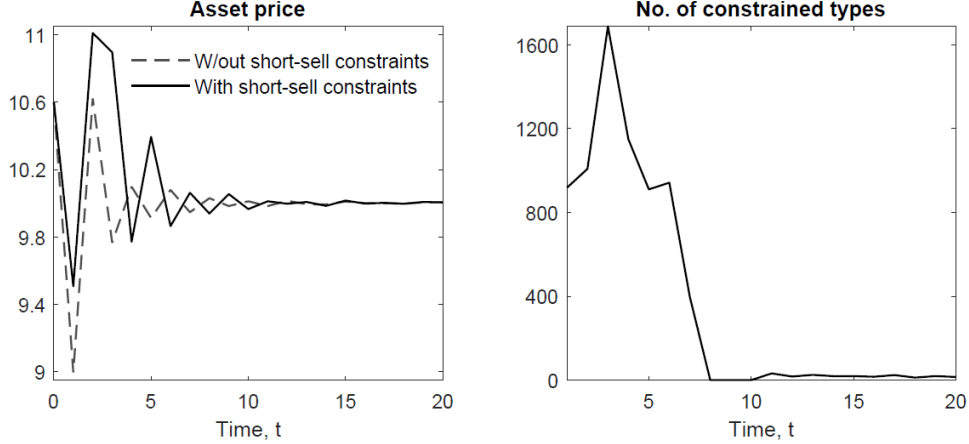 Asset price
11
10.6
10.2
9.8
9.4
9
W/out short-sell constraints
With short-sell constraints
0 5 10 15 20
Time, t
No. of constrained types
1600
1200
800
400
0
5 10 15 20
Time, t